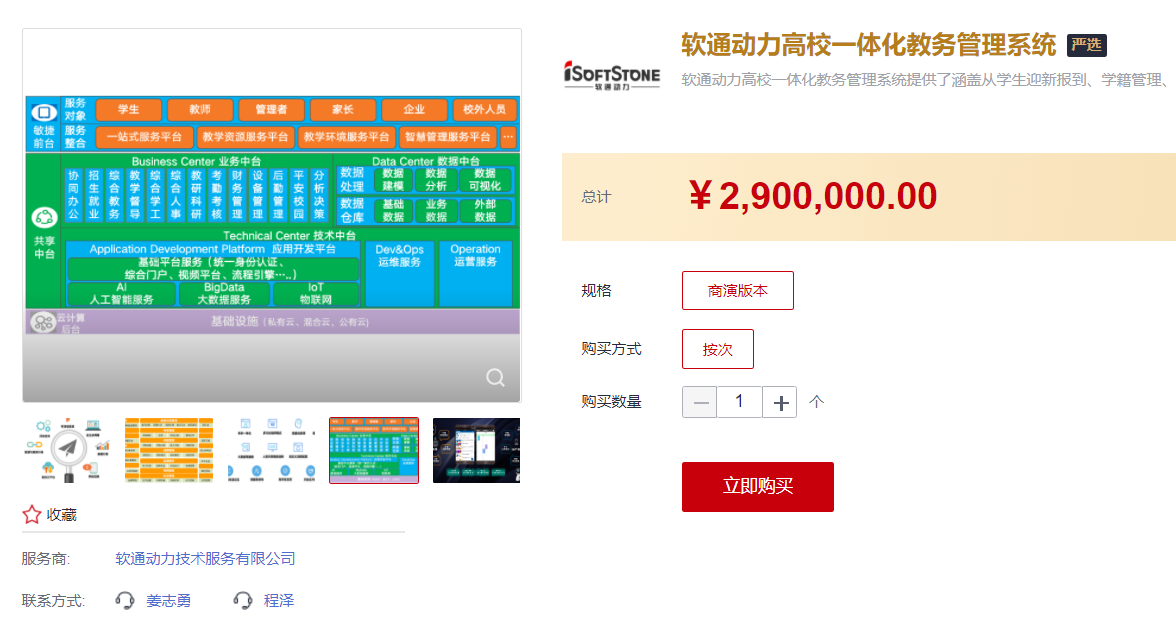 服务对象
学生
教师
管理者
家长
企业
校外人员
敏捷前台
服务整合
一站式服务平台
教学资源服务平台
教学环境服务平台
智慧管理服务平台
...
共享中台
Business Center 业务中台
协同办公
招生就业
综合教务
教学督导
综合学工
综合人事
教研科研
考勤考核
财务管理
设备管理
后勤管理
平安校园
分析决策
Data Center 数据中台
数据处理
数据建模
数据分析
数据可视化
数据仓库
基础数据
业务数据
外部数据
Technical Center 技术中台
Application Development Platform 应用开发平台
基础平台服务（统一身份认证、
综合门户、视频平台、流程引擎…..）
AI
人工智能服务
BigData
大数据服务
IoT
物联网
Dev&Ops
运维服务
Operation
运营服务
云计算后台
基础设施（私有云、混合云、公有云）
收藏
服务商: 软通动力技术服务有限公司
联系方式: 姜志勇 程泽
iSOFTSTONE
软通动力
软通动力高校一体化教务管理系统 严选
软通动力高校一体化教务管理系统提供了涵盖从学生迎新报到、学籍管理、
总计 ￥2,900,000.00
规格 商演版本
购买方式 按次
购买数量 — 1 + 个
立即购买